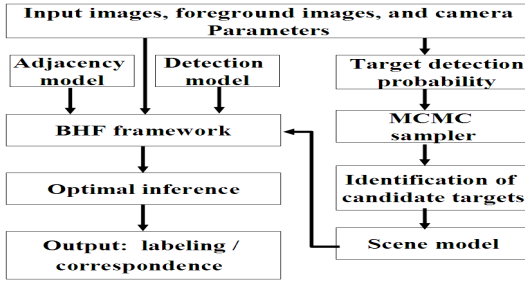 Input images, foreground images, and camera
Parameters
Adjacency
model
Detection
model
BHF framework
Optimal inference
Output: labeling /
correspondence
Target detection
probability
MCMC
sampler
Identification of
candidate targets
Scene model